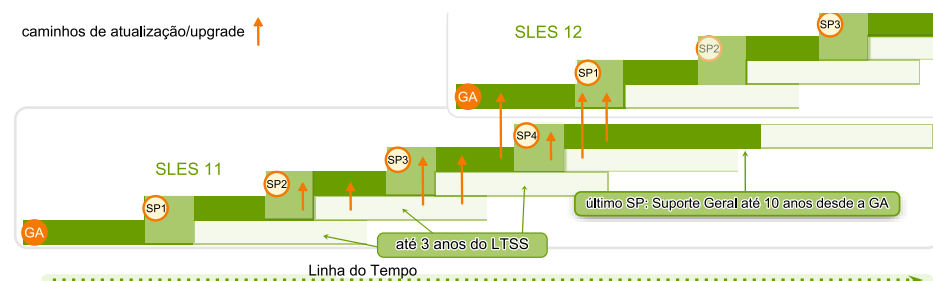 caminhos de atualização/upgrade
SLES 12
SP3
SP2
SP1
GA
SP4
SP3
SLES 11
SP2
SP1
GA
último SP: Suporte Geral até 10 anos desde a GA
até 3 anos do LTSS
Linha do Tempo